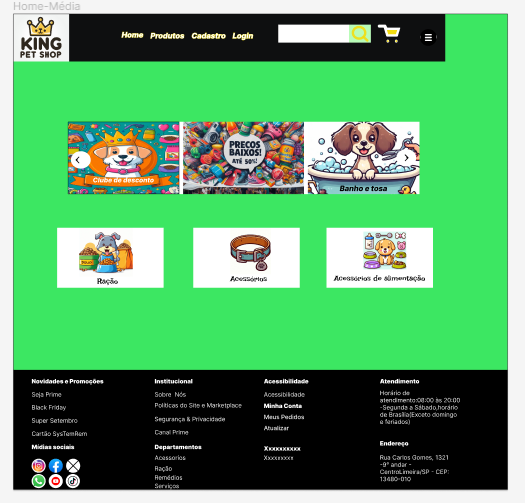 Home-Média
KING
PET SHOP
Home Produtos Cadastro Login
Clube de desconto
PREÇOS
BAIXOS!
ATÉ 50%!
Banho e tosa
Ração
Acessórios
Acessórios de alimentação
Novidades e Promoções
Seja Prime
Black Friday
Super Setembro
Cartão SysTemRem
Mídias sociais
Institucional
Sobre Nós
Políticas do Site e Marketplace
Segurança & Privacidade
Canal Prime
Departamentos
Acessorios
Ração
Remédios
Serviços
Acessibilidade
Acessibilidade
Minha Conta
Meus Pedidos
Atualizar
Xxxxxxxxxx
Xxxxxxxxx
Atendimento
Horário de
atendimento:08:00 às 20:00
-Segunda a Sábado,horário
de Brasília(Exceto domingo
e feriados)
Endereço
Rua Carlos Gomes, 1321
-9° andar -
CentroLimeira/SP - CEP:
13480-010